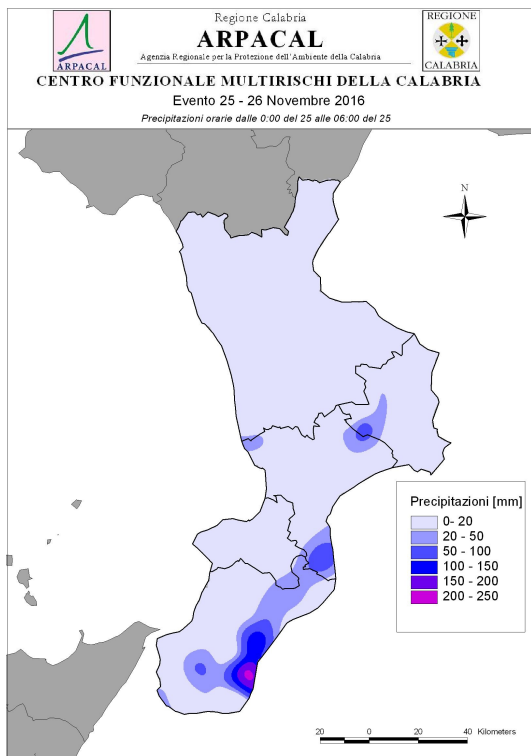 Regione Calabria
ARPACAL
Agenzia Regionale per la Protezione dell'Ambiente della Calabria
ARPACAL
REGIONE
CALABRIA
CENTRO FUNZIONALE MULTIRISCHI DELLA CALABRIA
Evento 25 - 26 Novembre 2016
Precipitazioni orarie dalle 0:00 del 25 alle 06:00 del 25
N
Precipitazioni [mm]
0- 20
20 - 50
50 - 100
100 - 150
150 - 200
200 - 250
20 0 20 40 Kilometers